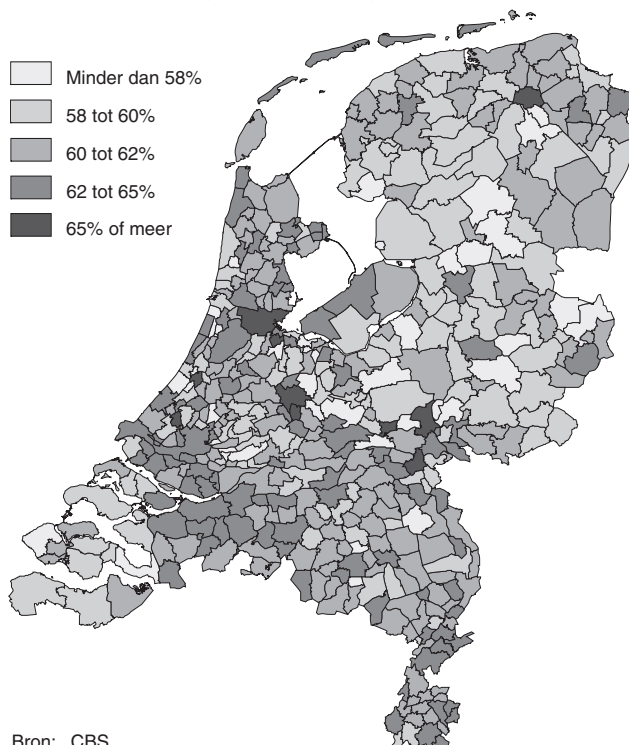 Minder dan 58%
58 tot 60%
60 tot 62%
62 tot 65%
65% of meer
Bron: CBS